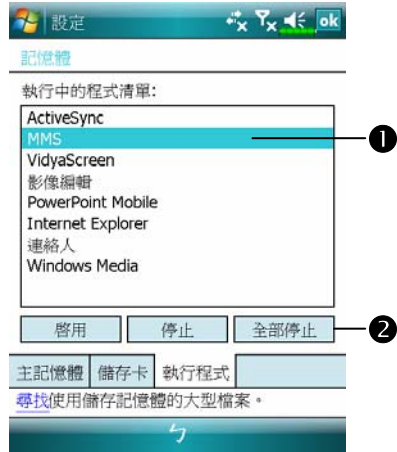 設定 ok
記憶體
執行中的程式清單:
ActiveSync
MMS
VidyaScreen
影像編輯
PowerPoint Mobile
Internet Explorer
連絡人
Windows Media
啓用 停止 全部停止
主記憶體 儲存卡 執行程式
尋找使用儲存記憶體的大型檔案。
ㄅ
1
2